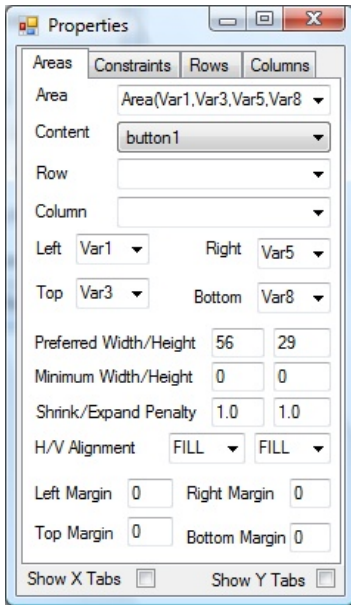 Properties
Areas Constraints Rows Columns
Area Area(Var1,Var3,Var5,Var8
Content button1
Row
Column
Left Var1 Right Var5
Top Var3 Bottom Var8
Preferred Width/Height 56 29
Minimum Width/Height 0 0
Shrink/Expand Penalty 1.0 1.0
H/V Alignment FILL FILL
Left Margin 0 Right Margin 0
Top Margin 0 Bottom Margin 0
Show X Tabs Show Y Tabs